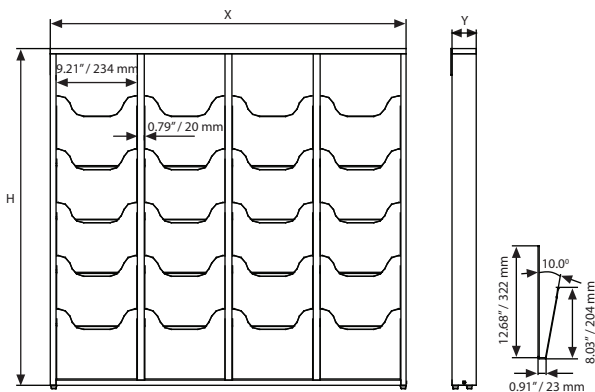 X
Y
9.21” / 234 mm
0.79” / 20 mm
H
12.68” / 322 mm
10.0⁰
8.03” / 204 mm
0.91” / 23 mm